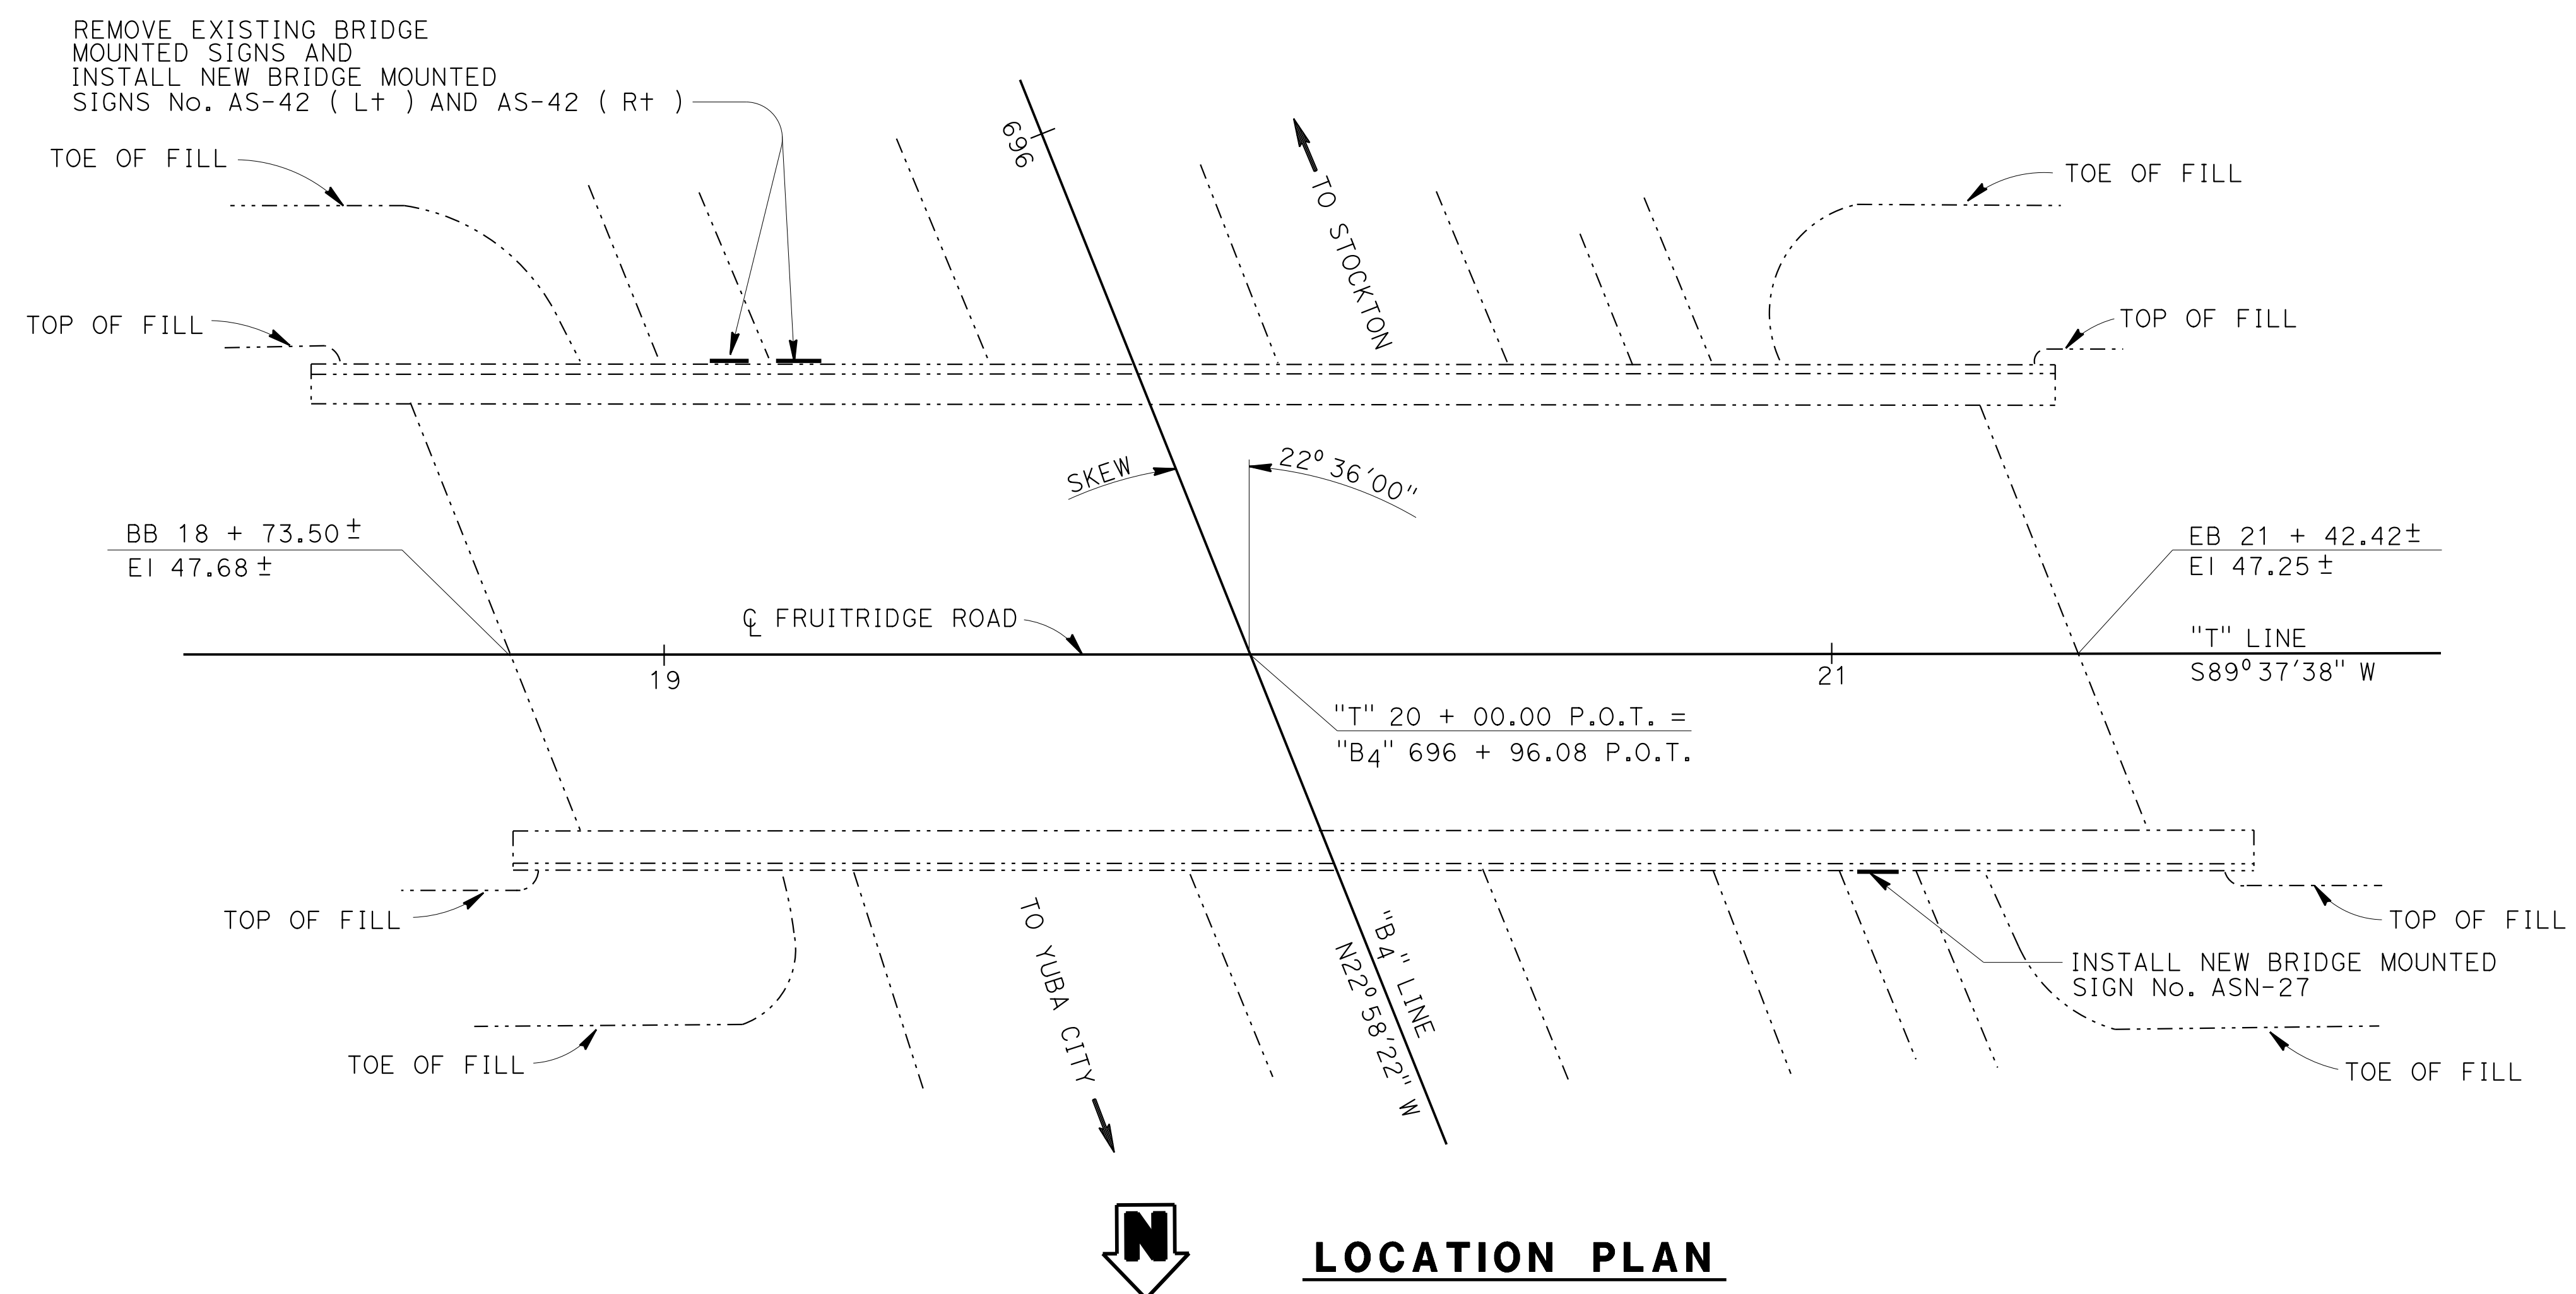 REMOVE EXISTING BRIDGE
MOUNTED SIGNS AND
INSTALL NEW BRIDGE MOUNTED
SIGNS No. AS-42 ( Lt ) AND AS-42 ( Rt )
TOE OF FILL
696
TO STOCKTON
TOE OF FILL
TOP OF FILL
TOP OF FILL
SKEW
22° 36'00"
BB 18 + 73.50 ±
El 47.68 ±
EB 21 + 42.42 ±
El 47.25 ±
℄ FRUITRIDGE ROAD
"T" LINE
S89° 37'38" W
19
21
"T" 20 + 00.00 P.O.T. =
"B4" 696 + 96.08 P.O.T.
TOP OF FILL
TO YUBA CITY
"B4" LINE
N22° 58'22" W
TOP OF FILL
INSTALL NEW BRIDGE MOUNTED
SIGN No. ASN-27
TOE OF FILL
TOE OF FILL
N
LOCATION PLAN